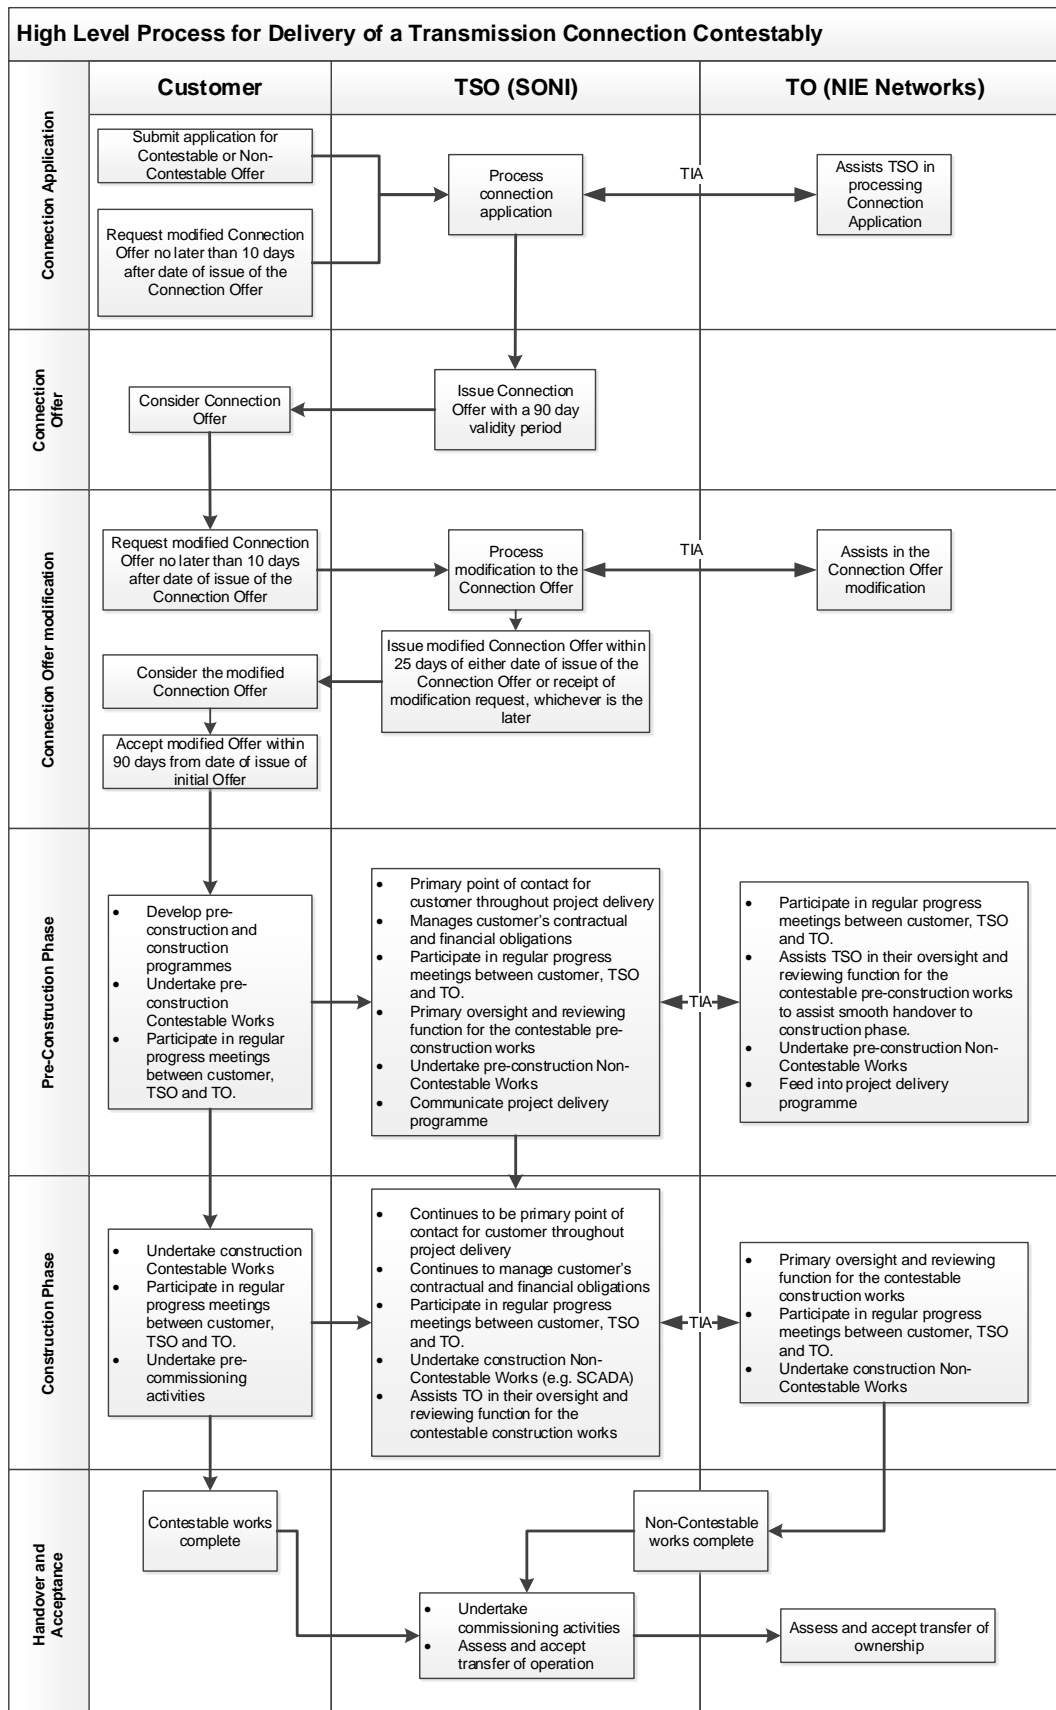 High Level Process for Delivery of a Transmission Connection Contestably
Customer
TSO (SONI)
TO (NIE Networks)
Connection Application
Submit application for
Contestable or Non-
Contestable Offer
Request modified Connection
Offer no later than 10 days
after date of issue of the
Connection Offer
Process
connection
application
TIA
Assists TSO in
processing
Connection
Application
Connection
Offer
Consider Connection
Offer
Issue Connection
Offer with a 90 day
validity period
Connection Offer modification
Request modified Connection
Offer no later than 10 days
after date of issue of the
Connection Offer
Process
modification to the
Connection Offer
TIA
Assists in the
Connection Offer
modification
Issue modified Connection Offer within
25 days of either date of issue of the
Connection Offer or receipt of
modification request, whichever is the
later
Consider the modified
Connection Offer
Accept modified Offer within
90 days from date of issue of
initial Offer
Pre-Construction Phase
• Develop pre-
construction and
construction
programmes
• Undertake pre-
construction
Contestable Works
• Participate in regular
progress meetings
between customer,
TSO and TO.
• Primary point of contact for
customer throughout project delivery
• Manages customer’s contractual
and financial obligations
• Participate in regular progress
meetings between customer, TSO
and TO.
• Primary oversight and reviewing
function for the contestable pre-
construction works
• Undertake pre-construction Non-
Contestable Works
• Communicate project delivery
programme
TIA
• Participate in regular progress
meetings between customer, TSO
and TO.
• Assists TSO in their oversight and
reviewing function for the
contestable pre-construction works
to assist smooth handover to
construction phase.
• Undertake pre-construction Non-
Contestable Works
• Feed into project delivery
programme
Construction Phase
• Undertake construction
Contestable Works
• Participate in regular
progress meetings
between customer,
TSO and TO.
• Undertake pre-
commissioning
activities
• Continues to be primary point of
contact for customer throughout
project delivery
• Continues to manage customer’s
contractual and financial obligations
• Participate in regular progress
meetings between customer, TSO
and TO.
• Undertake construction Non-
Contestable Works (e.g. SCADA)
• Assists TO in their oversight and
reviewing function for the
contestable construction works
TIA
• Primary oversight and reviewing
function for the contestable
construction works
• Participate in regular progress
meetings between customer, TSO
and TO.
• Undertake construction Non-
Contestable Works
Handover and
Acceptance
Contestable works
complete
Non-Contestable
works complete
• Undertake
commissioning activities
• Assess and accept
transfer of operation
Assess and accept transfer of
ownership